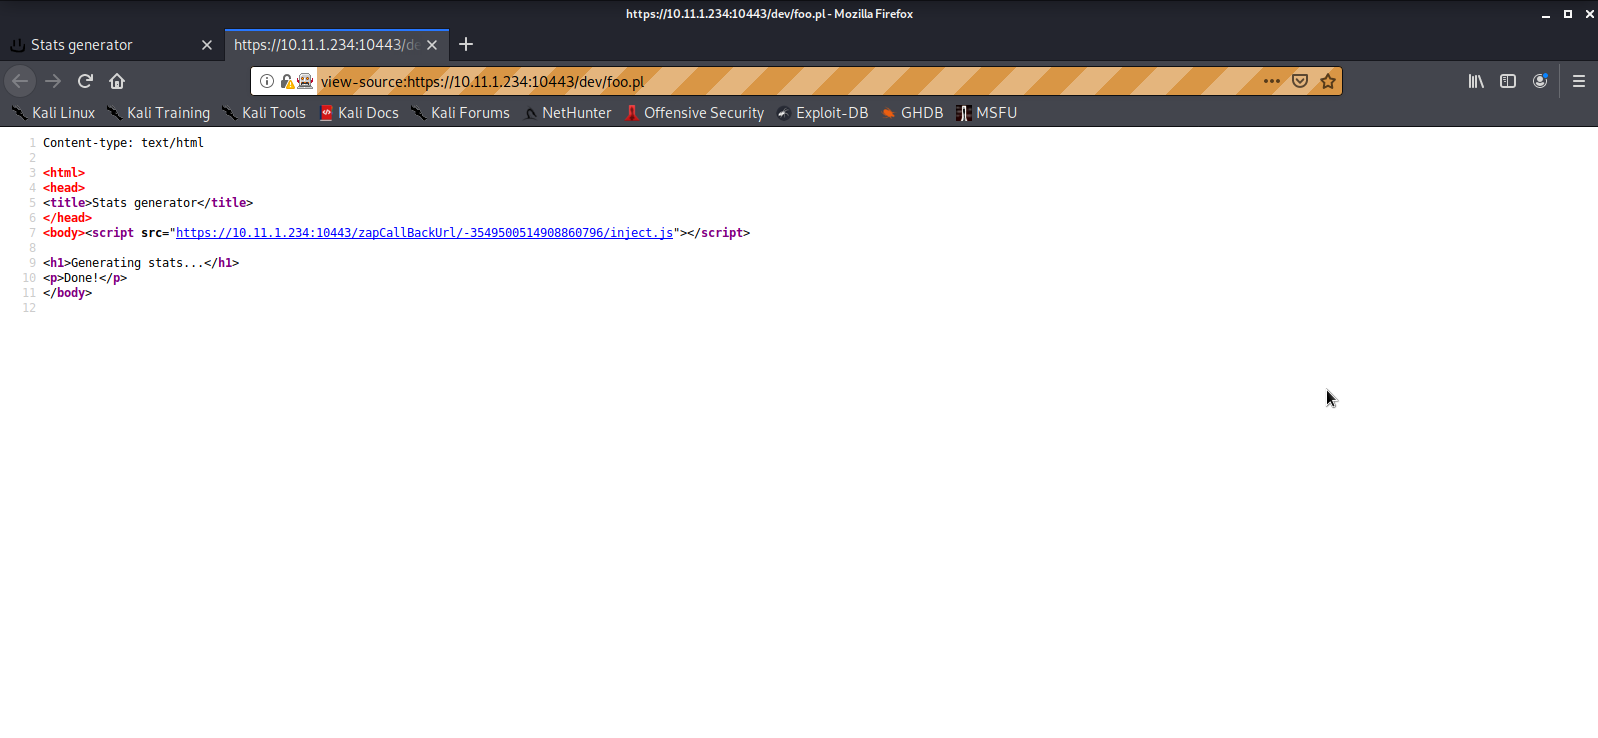 https://10.11.1.234:10443/dev/foo.pl - Mozilla Firefox
Stats generator
https://10.11.1.234:10443/de
view-source:https://10.11.1.234:10443/dev/foo.pl
Kali Linux Kali Training Kali Tools Kali Docs Kali Forums NetHunter Offensive Security Exploit-DB GHDB MSFU
1 Content-type: text/html
2
3 <html>
4 <head>
5 <title>Stats generator</title>
6 </head>
7 <body><script src="https://10.11.1.234:10443/zapCallBackUrl/-3549500514908860796/inject.js"></script>
8
9 <h1>Generating stats...</h1>
10 <p>Done!</p>
11 </body>
12